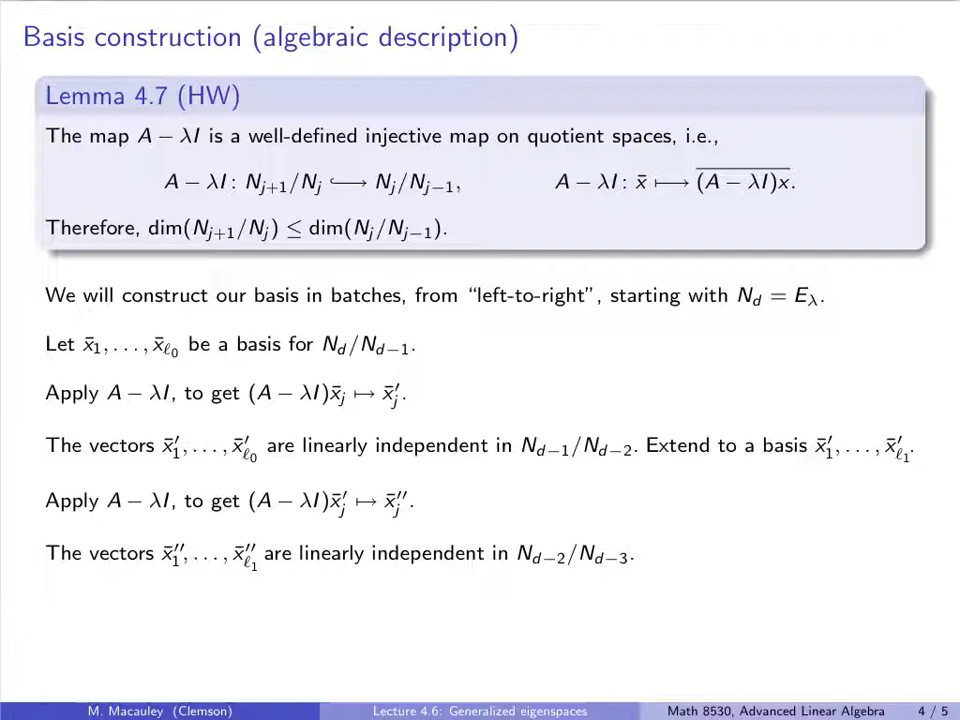 Basis construction (algebraic description)
Lemma 4.7 (HW)
The map A − λI is a well-defined injective map on quotient spaces, i.e.,
A − λI : N_{j+1}/N_j ↪ N_j/N_{j−1}, A − λI : x̄ ⟼ \overline{(A − λI)x}.
Therefore, dim(N_{j+1}/N_j) ≤ dim(N_j/N_{j−1}).
We will construct our basis in batches, from “left-to-right”, starting with N_d = E_λ.
Let x̄_1, . . . , x̄_{ℓ_0} be a basis for N_d/N_{d−1}.
Apply A − λI, to get (A − λI)x̄_j ↦ x̄′_j.
The vectors x̄′_1, . . . , x̄′_{ℓ_0} are linearly independent in N_{d−1}/N_{d−2}. Extend to a basis x̄′_1, . . . , x̄′_{ℓ_1}.
Apply A − λI, to get (A − λI)x̄′_j ↦ x̄″_j.
The vectors x̄″_1, . . . , x̄″_{ℓ_1} are linearly independent in N_{d−2}/N_{d−3}.
M. Macauley (Clemson) Lecture 4.6: Generalized eigenspaces Math 8530, Advanced Linear Algebra 4 / 5